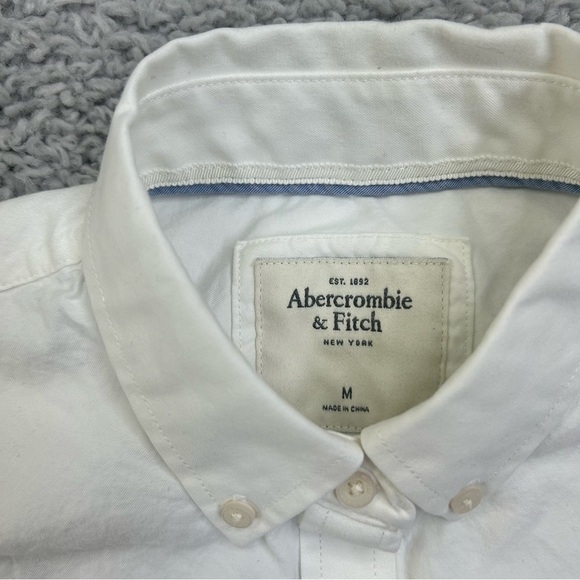 EST. 1892
Abercrombie
& Fitch
NEW YORK
M
MADE IN CHINA